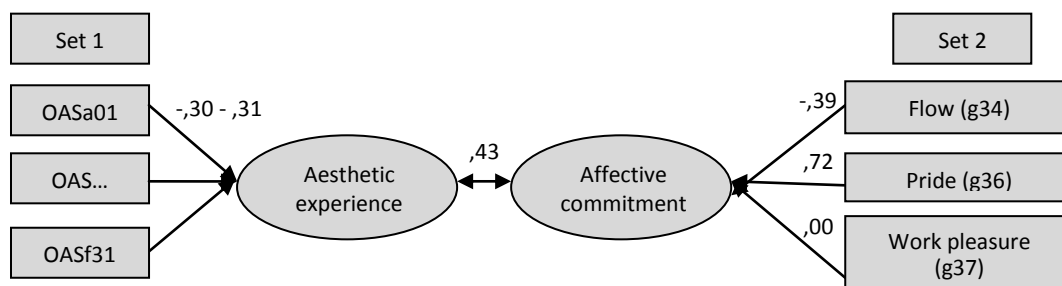 Set 1
Set 2
OASa01
-,30 - ,31
-,39
Flow (g34)
OAS...
Aesthetic
experience
,43
Affective
commitment
,72
Pride (g36)
OASf31
,00
Work pleasure
(g37)